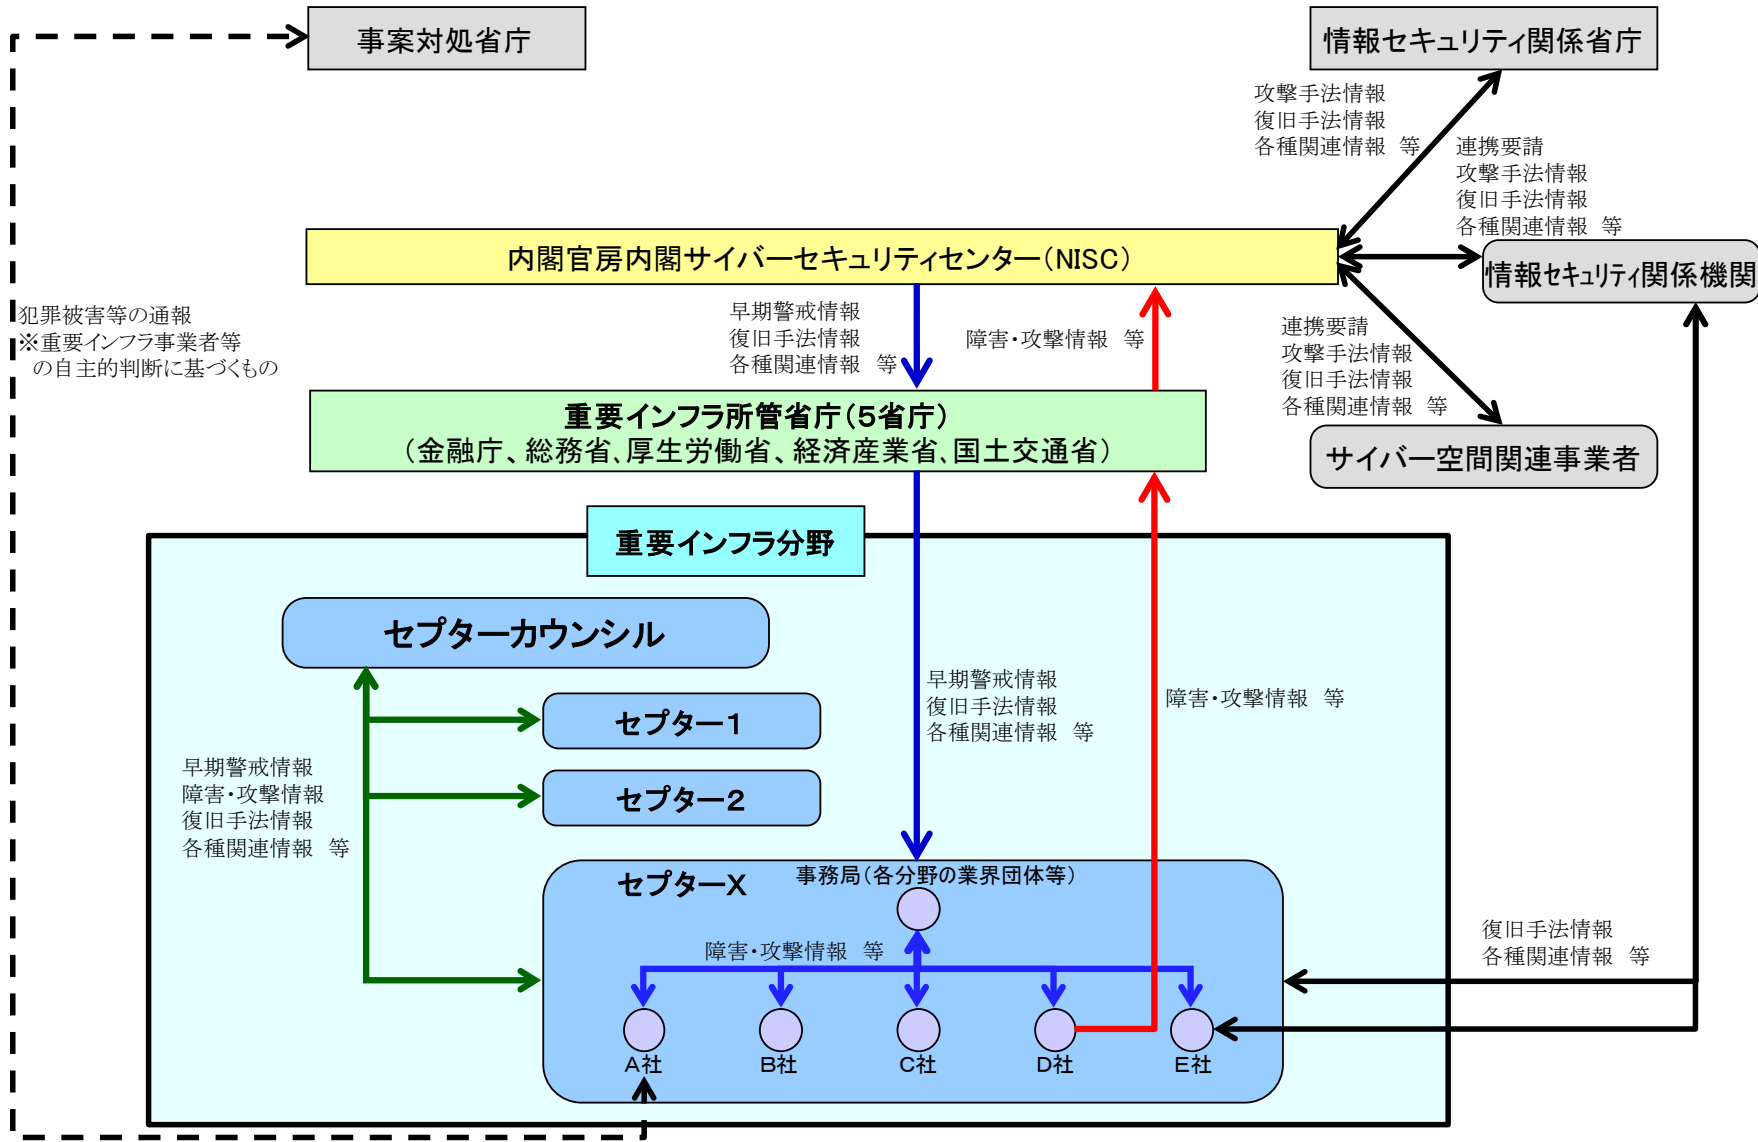 事案対処省庁
情報セキュリティ関係省庁
攻撃手法情報
復旧手法情報
各種関連情報　等
連携要請
攻撃手法情報
復旧手法情報
各種関連情報　等
内閣官房内閣サイバーセキュリティセンター(NISC)
情報セキュリティ関係機関
犯罪被害等の通報
※重要インフラ事業者等
の自主的判断に基づくもの
早期警戒情報
復旧手法情報
各種関連情報　等
障害・攻撃情報　等
連携要請
攻撃手法情報
復旧手法情報
各種関連情報　等
重要インフラ所管省庁(5省庁)
(金融庁、総務省、厚生労働省、経済産業省、国土交通省)
サイバー空間関連事業者
重要インフラ分野
セプターカウンシル
早期警戒情報
復旧手法情報
各種関連情報　等
障害・攻撃情報　等
セプター1
セプター2
早期警戒情報
障害・攻撃情報
復旧手法情報
各種関連情報　等
セプターX
事務局(各分野の業界団体等)
障害・攻撃情報　等
復旧手法情報
各種関連情報　等
A社
B社
C社
D社
E社